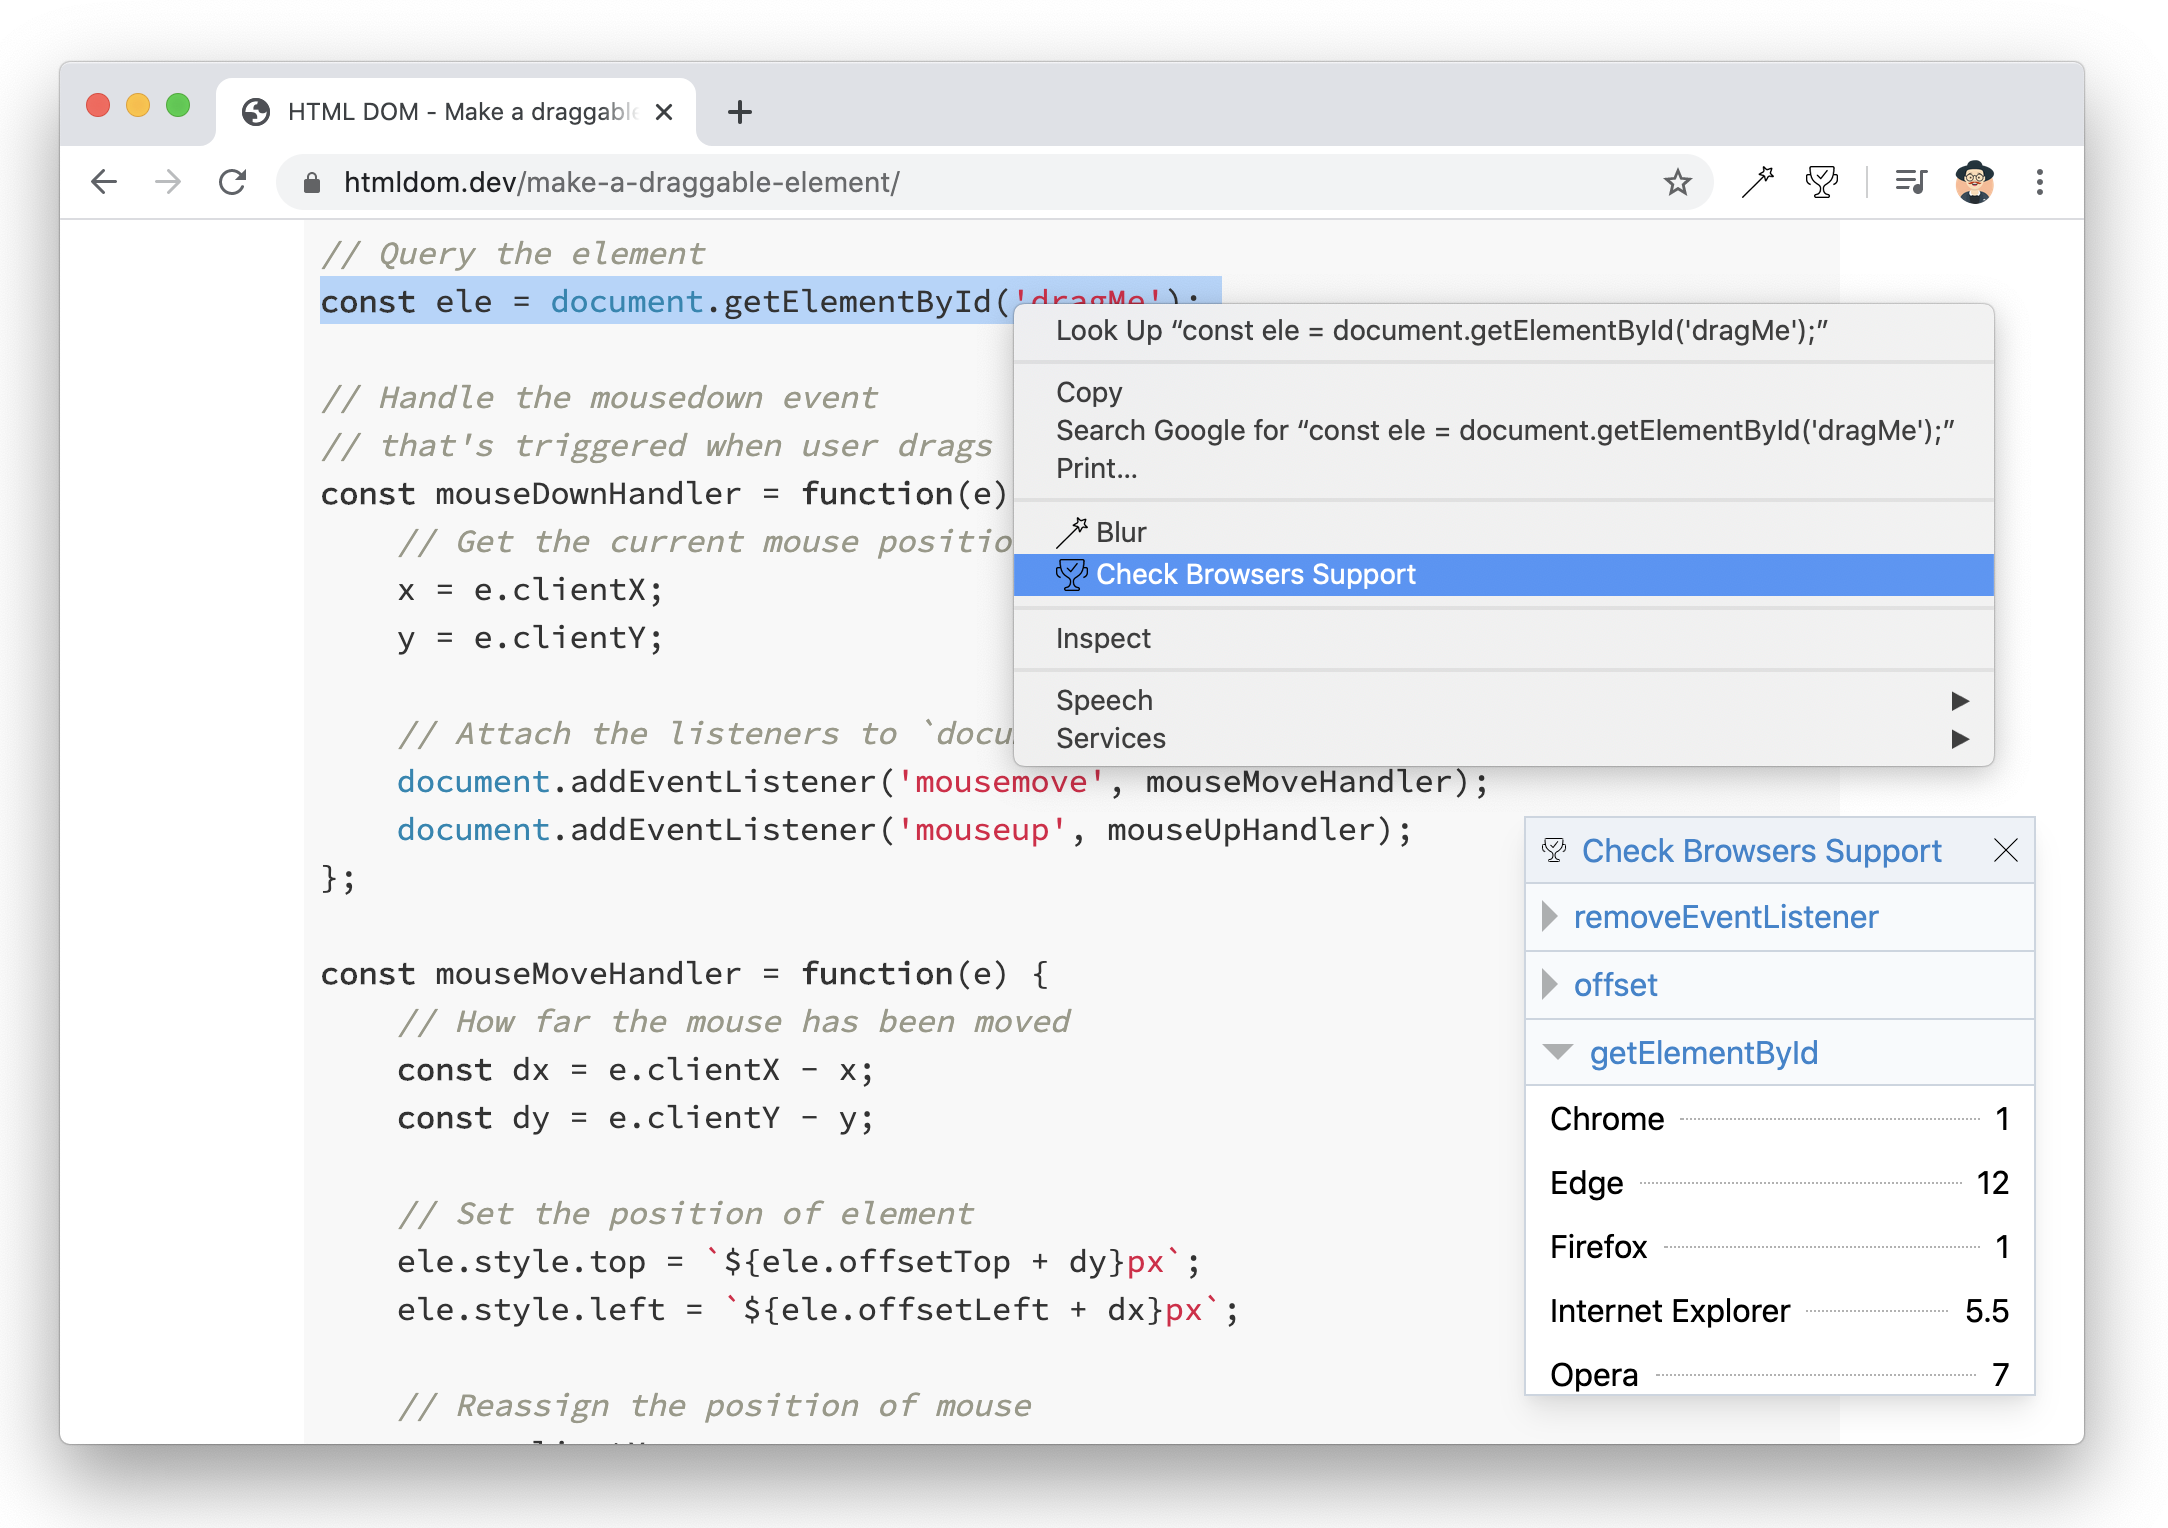 HTML DOM - Make a draggable
htmldom.dev/make-a-draggable-element/
// Query the element
const ele = document.getElementById('dragMe');
// Handle the mousedown event
// that's triggered when user drags
const mouseDownHandler = function(e)
// Get the current mouse positio
x = e.clientX;
y = e.clientY;
// Attach the listeners to `docu
document.addEventListener('mousemove', mouseMoveHandler);
document.addEventListener('mouseup', mouseUpHandler);
};
const mouseMoveHandler = function(e) {
// How far the mouse has been moved
const dx = e.clientX - x;
const dy = e.clientY - y;
// Set the position of element
ele.style.top = `${ele.offsetTop + dy}px`;
ele.style.left = `${ele.offsetLeft + dx}px`;
// Reassign the position of mouse
Look Up “const ele = document.getElementById('dragMe');”
Copy
Search Google for “const ele = document.getElementById('dragMe');”
Print...
Blur
Check Browsers Support
Inspect
Speech
Services
Check Browsers Support
removeEventListener
offset
getElementById
Chrome 1
Edge 12
Firefox 1
Internet Explorer 5.5
Opera 7